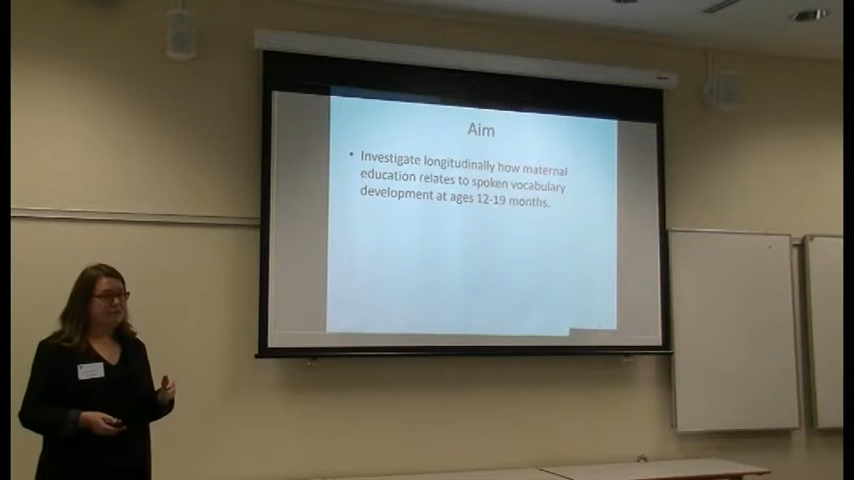 Aim
• Investigate longitudinally how maternal
education relates to spoken vocabulary
development at ages 12-19 months.